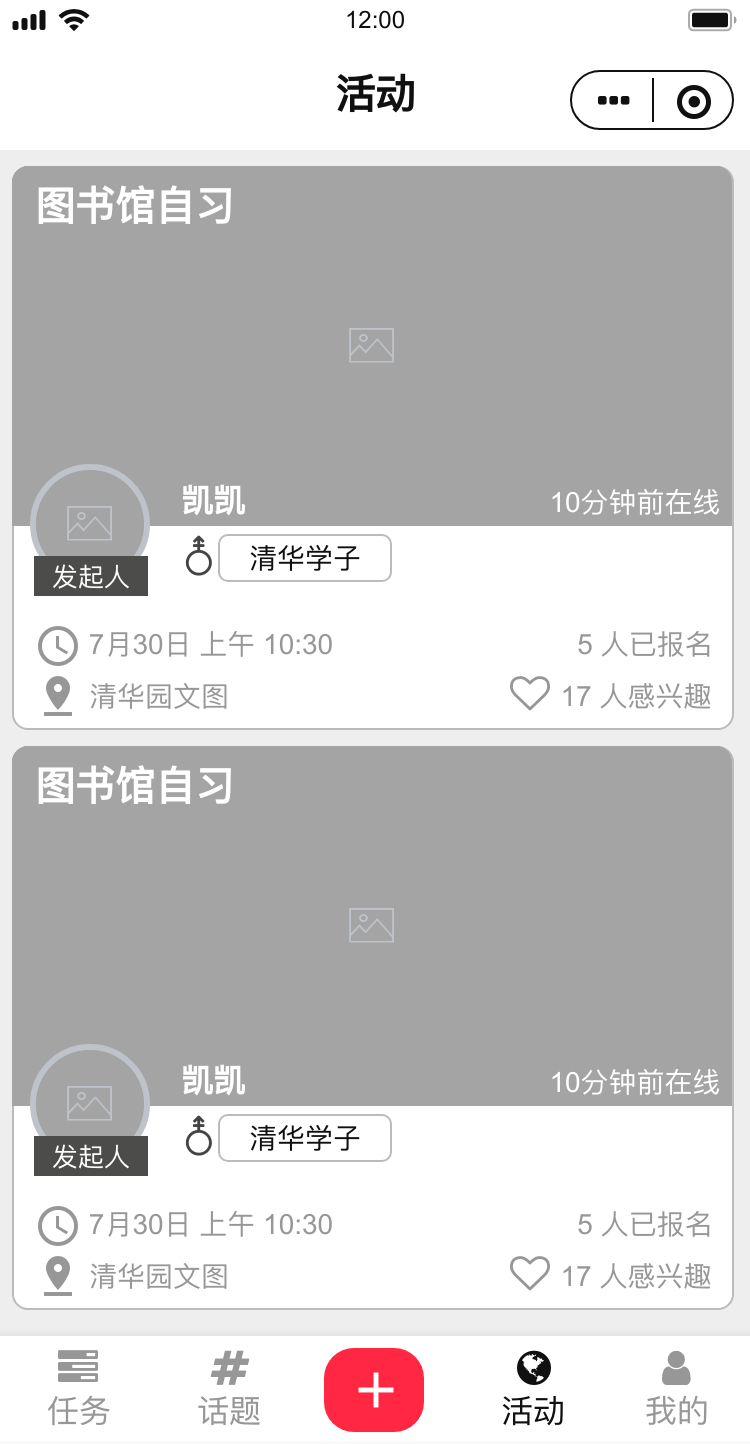 12:00
活动
图书馆自习
凯凯
10分钟前在线
发起人
清华学子
7月30日 上午 10:30
5 人已报名
清华园文图
17 人感兴趣
图书馆自习
凯凯
10分钟前在线
发起人
清华学子
7月30日 上午 10:30
5 人已报名
清华园文图
17 人感兴趣
任务
话题
活动
我的